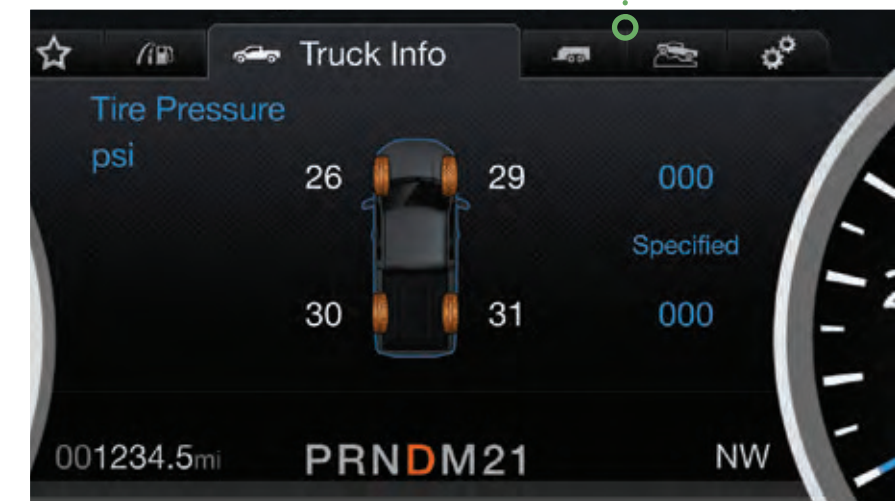 Truck Info
Tire Pressure
psi
26 29 000
Specified
30 31 000
001234.5mi PRNDM21 NW